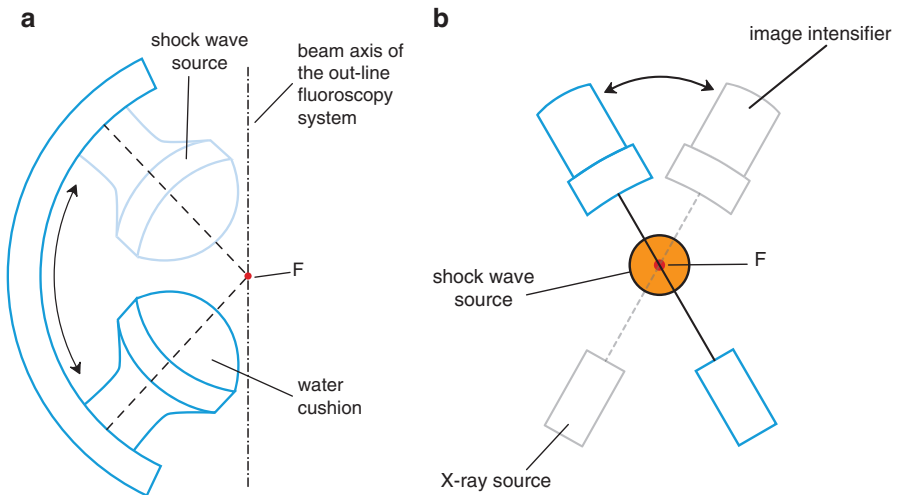 a
shock wave
source
beam axis of
the out-line
fluoroscopy
system
F
water
cushion
b
image intensifier
F
shock wave
source
X-ray source